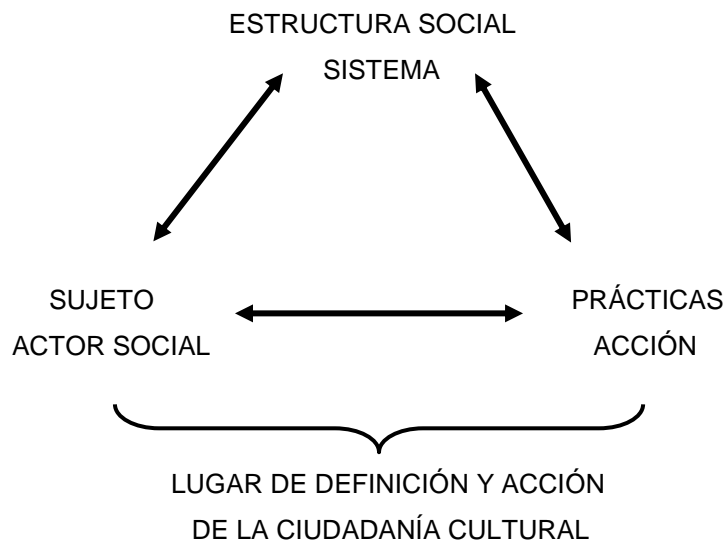 ESTRUCTURA SOCIAL
SISTEMA
SUJETO
ACTOR SOCIAL
PRÁCTICAS
ACCIÓN
LUGAR DE DEFINICIÓN Y ACCIÓN
DE LA CIUDADANÍA CULTURAL